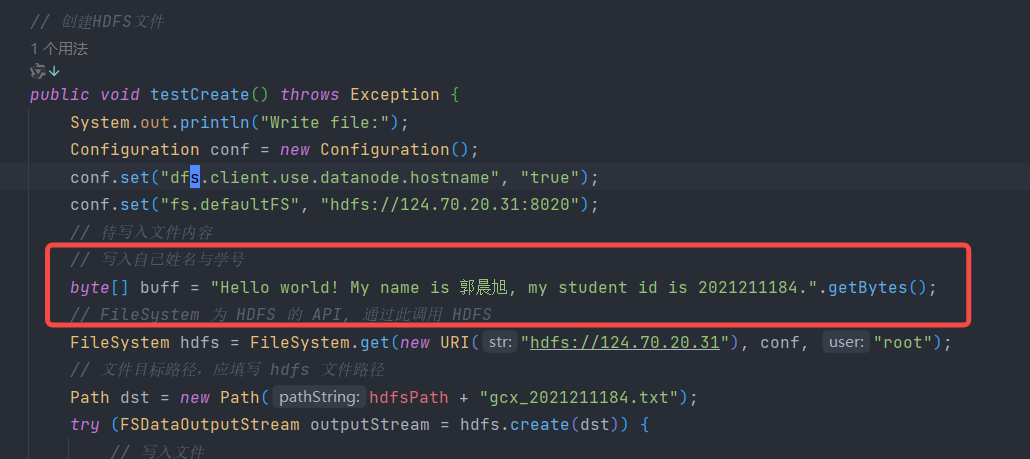 // 创建HDFS文件
1 个用法
public void testCreate() throws Exception {
System.out.println("Write file:");
Configuration conf = new Configuration();
conf.set("dfs.client.use.datanode.hostname", "true");
conf.set("fs.defaultFS", "hdfs://124.70.20.31:8020");
// 待写入文件内容
// 写入自己姓名与学号
byte[] buff = "Hello world! My name is 郭晨旭, my student id is 2021211184.".getBytes();
// FileSystem 为 HDFS 的 API, 通过此调用 HDFS
FileSystem hdfs = FileSystem.get(new URI( str: "hdfs://124.70.20.31"), conf, user: "root");
// 文件目标路径，应填写 hdfs 文件路径
Path dst = new Path( pathString: hdfsPath + "gcx_2021211184.txt");
try (FSDataOutputStream outputStream = hdfs.create(dst)) {
// 写入文件